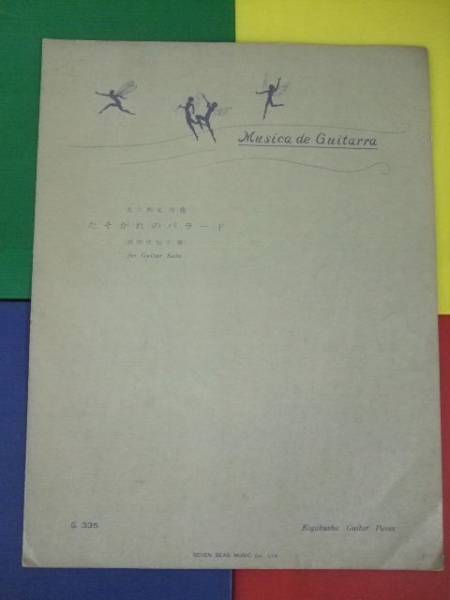 Musica de Guitarra
たそがれのバラード
for Guitar Solo
G. 335
Guitar Pieces
SEVEN SEAS MUSIC Co., LTD.